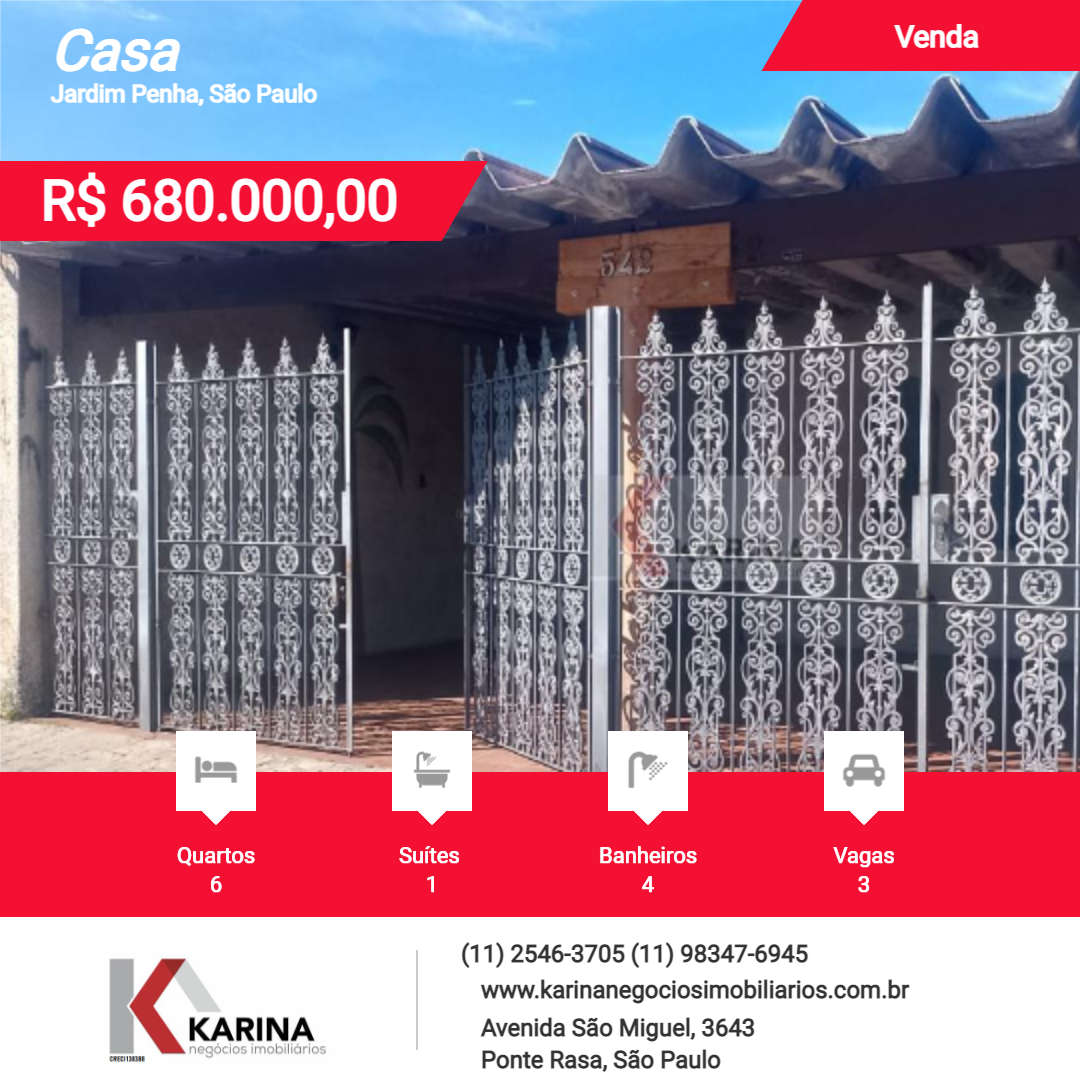 Casa
Jardim Penha, São Paulo
Venda
R$ 680.000,00
542
KARINA
Quartos
6
Suítes
1
Banheiros
4
Vagas
3
KARINA
negócios imobiliários
CRECI 138388
(11) 2546-3705 (11) 98347-6945
www.karinanegociosimobiliarios.com.br
Avenida São Miguel, 3643
Ponte Rasa, São Paulo